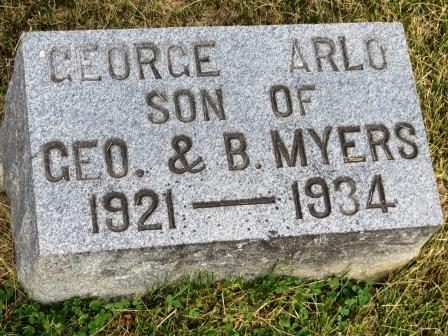 GEORGE ARLO
SON OF
GEO. & B. MYERS
1921 — 1934